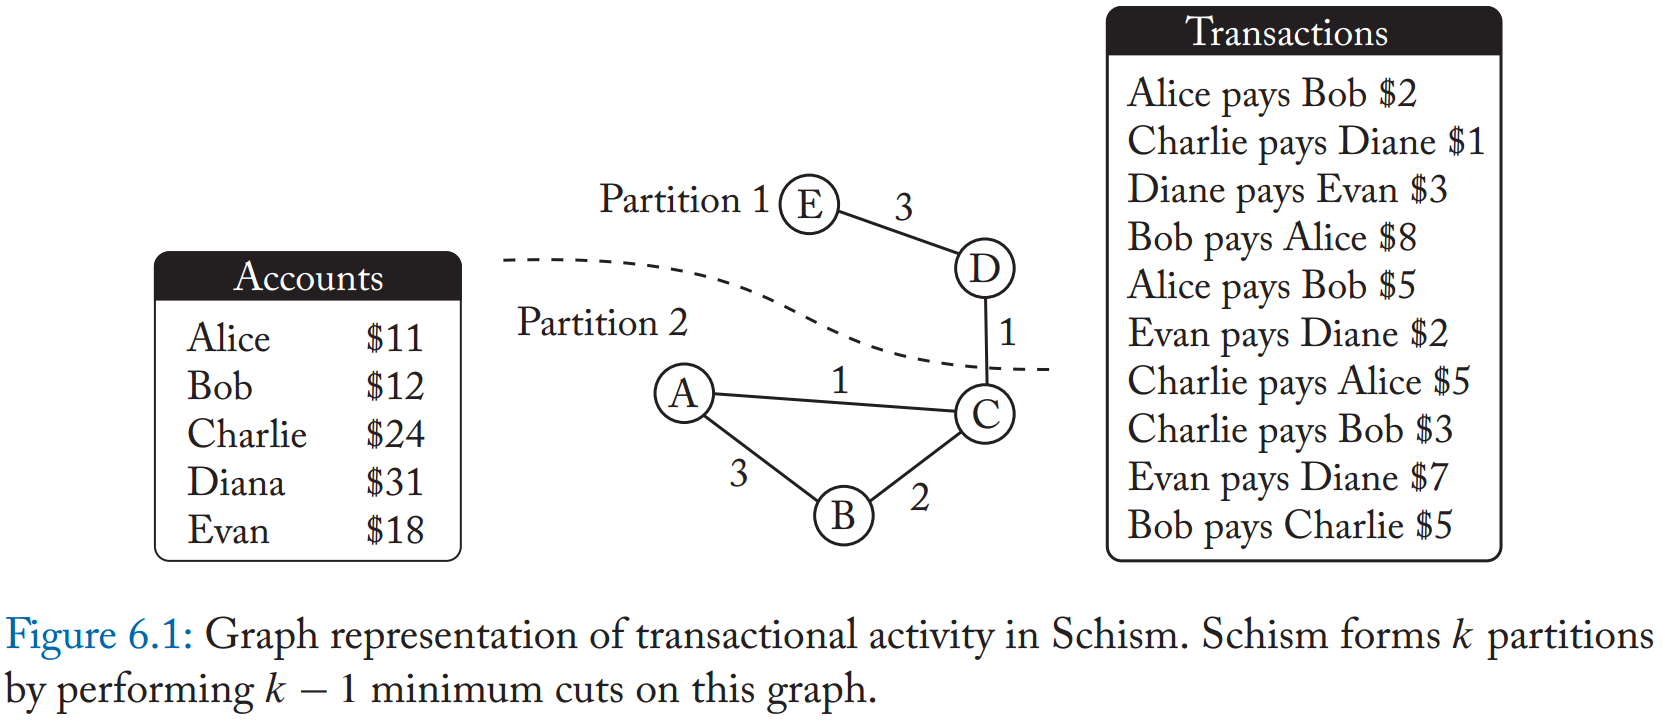 Accounts
Alice $11
Bob $12
Charlie $24
Diana $31
Evan $18
Partition 1
E
3
D
Partition 2
1
A
1
C
3
B
2
Transactions
Alice pays Bob $2
Charlie pays Diane $1
Diane pays Evan $3
Bob pays Alice $8
Alice pays Bob $5
Evan pays Diane $2
Charlie pays Alice $5
Charlie pays Bob $3
Evan pays Diane $7
Bob pays Charlie $5
Figure 6.1: Graph representation of transactional activity in Schism. Schism forms k partitions
by performing k − 1 minimum cuts on this graph.